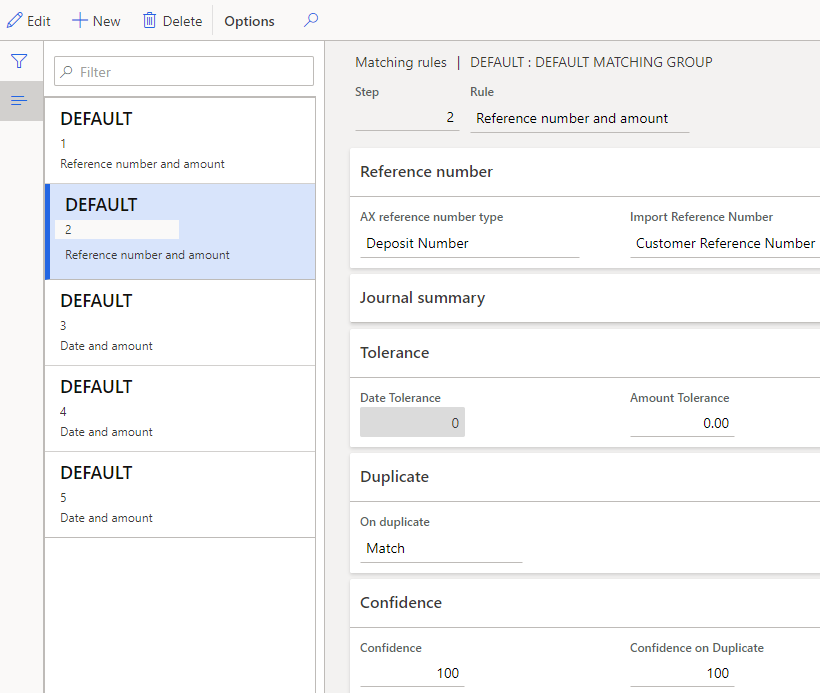 Edit New Delete Options
Filter
DEFAULT
1
Reference number and amount
DEFAULT
2
Reference number and amount
DEFAULT
3
Date and amount
DEFAULT
4
Date and amount
DEFAULT
5
Date and amount
Matching rules | DEFAULT : DEFAULT MATCHING GROUP
Step Rule
2 Reference number and amount
Reference number
AX reference number type Import Reference Number
Deposit Number Customer Reference Number
Journal summary
Tolerance
Date Tolerance Amount Tolerance
0 0.00
Duplicate
On duplicate
Match
Confidence
Confidence Confidence on Duplicate
100 100